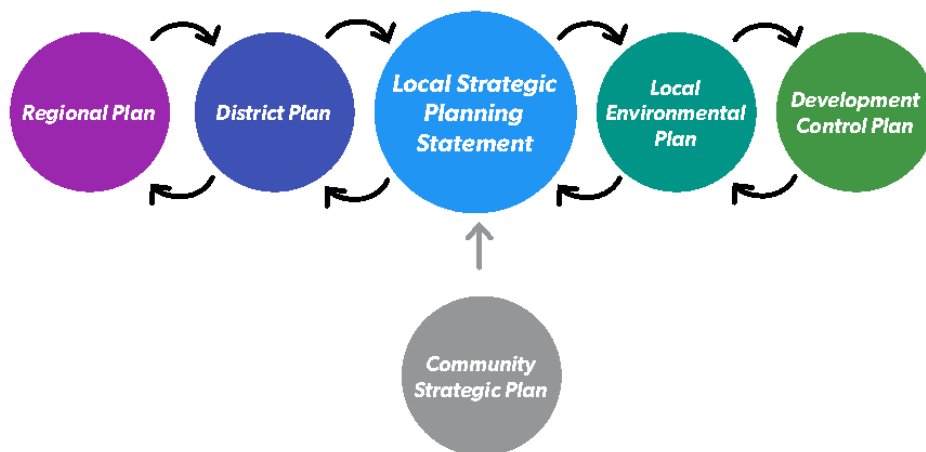 Regional Plan
District Plan
Local Strategic
Planning
Statement
Local
Environmental
Plan
Development
Control Plan
Community
Strategic Plan